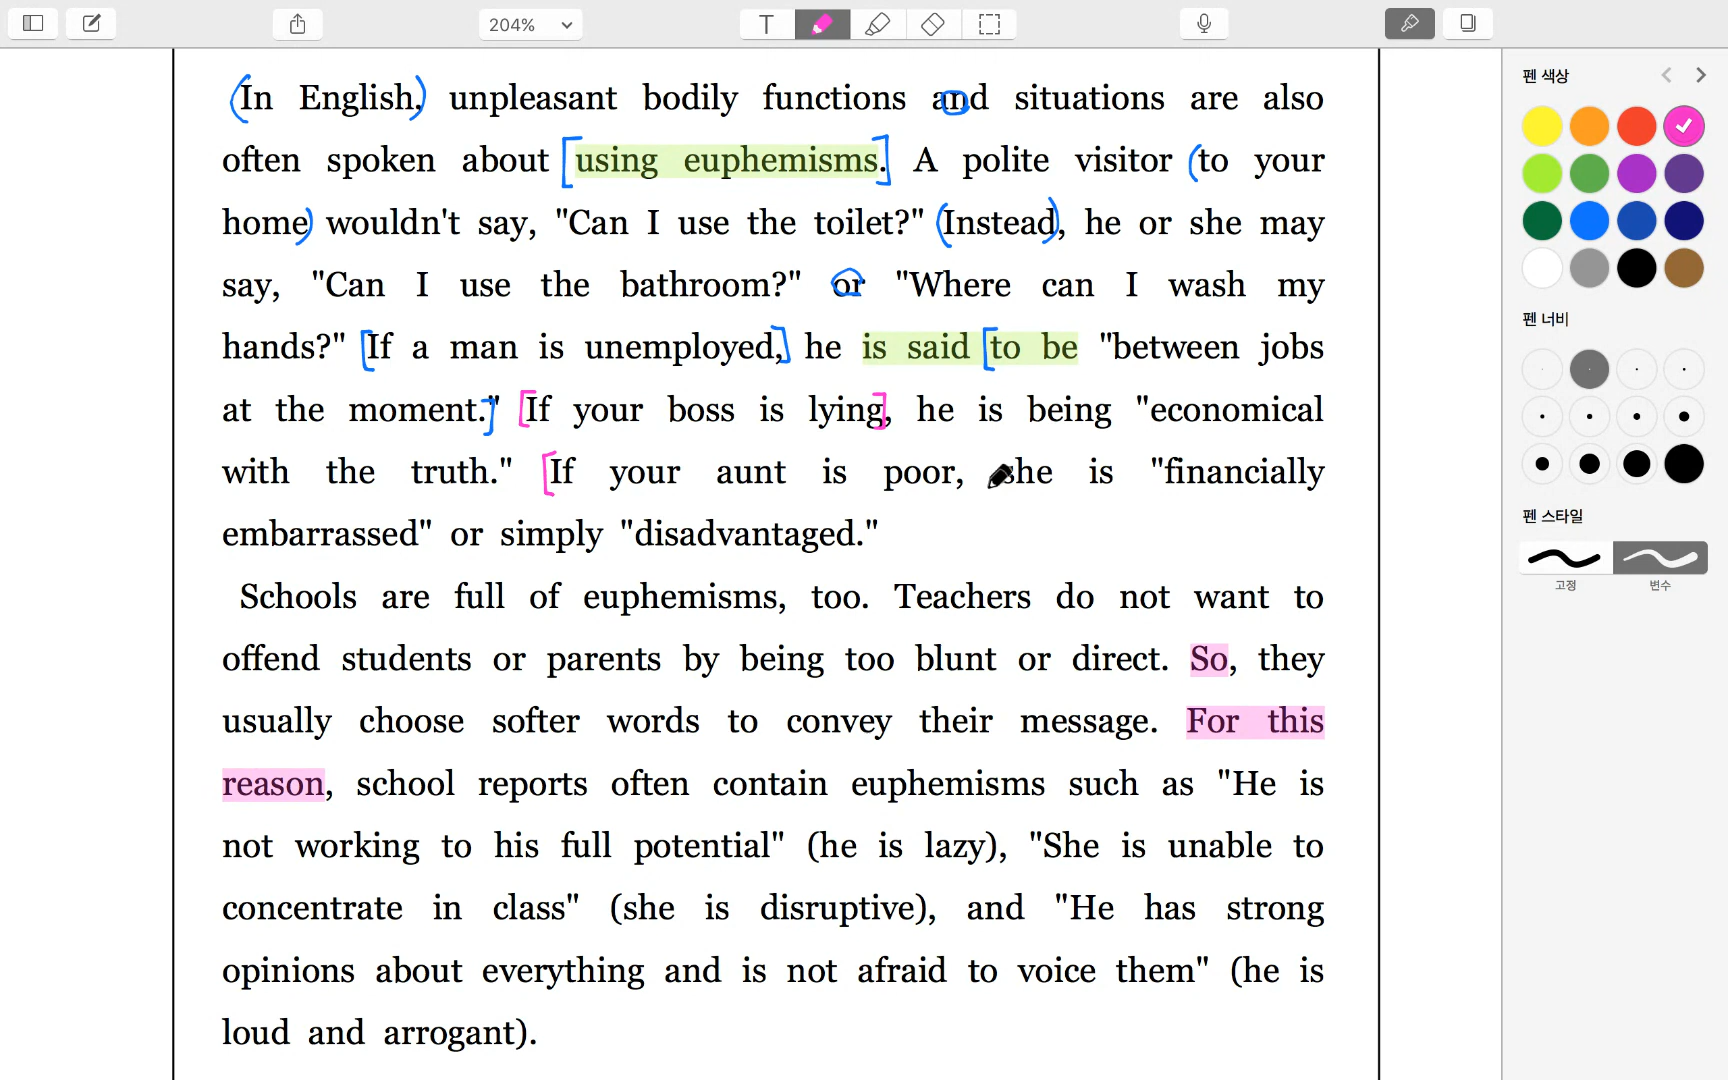 204%
펜 색상
(In English,) unpleasant bodily functions and situations are also
often spoken about [using euphemisms.] A polite visitor (to your
home) wouldn't say, "Can I use the toilet?" (Instead), he or she may
say, "Can I use the bathroom?" or "Where can I wash my
hands?" [If a man is unemployed,] he is said [to be "between jobs
at the moment."] [If your boss is lying], he is being "economical
with the truth." [If your aunt is poor, she is "financially
embarrassed" or simply "disadvantaged."
Schools are full of euphemisms, too. Teachers do not want to
offend students or parents by being too blunt or direct. So, they
usually choose softer words to convey their message. For this
reason, school reports often contain euphemisms such as "He is
not working to his full potential" (he is lazy), "She is unable to
concentrate in class" (she is disruptive), and "He has strong
opinions about everything and is not afraid to voice them" (he is
loud and arrogant).
펜 너비
펜 스타일
고정 변수